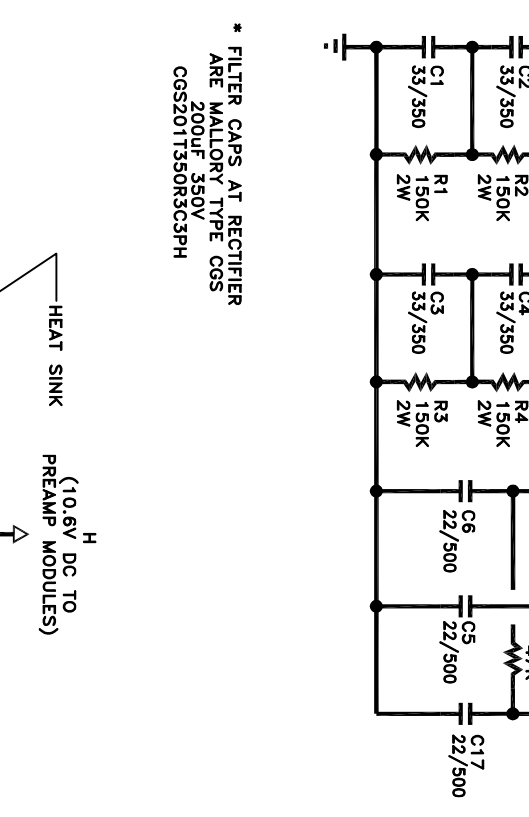 C1
33/350
C2
33/350
R1
150K
2W
R2
150K
2W
C3
33/350
C4
33/350
R3
150K
2W
R4
150K
2W
C6
22/500
C5
22/500
C17
22/500
* FILTER CAPS AT RECTIFIER
ARE MALLORY TYPE CGS
200uF 350V
CGS201T350R3C3PH
HEAT SINK
H
(10.6V DC TO
PREAMP MODULES)